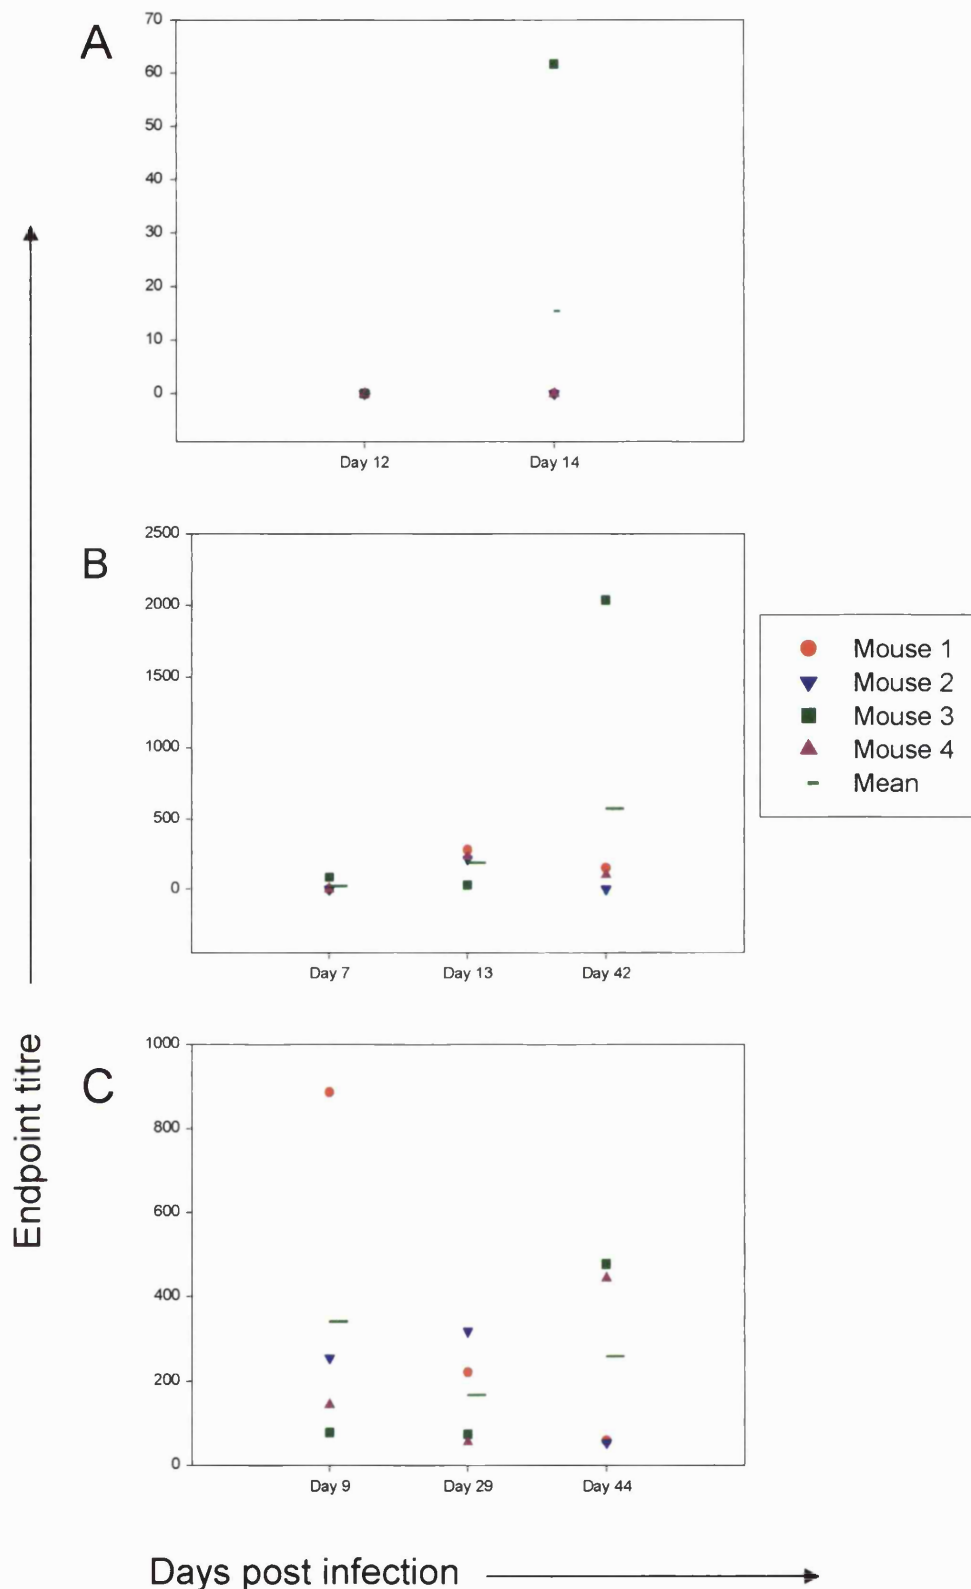 A
70
60
50
40
30
20
10
0
Day 12
Day 14
B
2500
2000
1500
1000
500
0
Day 7
Day 13
Day 42
Mouse 1
Mouse 2
Mouse 3
Mouse 4
Mean
C
1000
800
600
400
200
0
Day 9
Day 29
Day 44
Endpoint titre
Days post infection